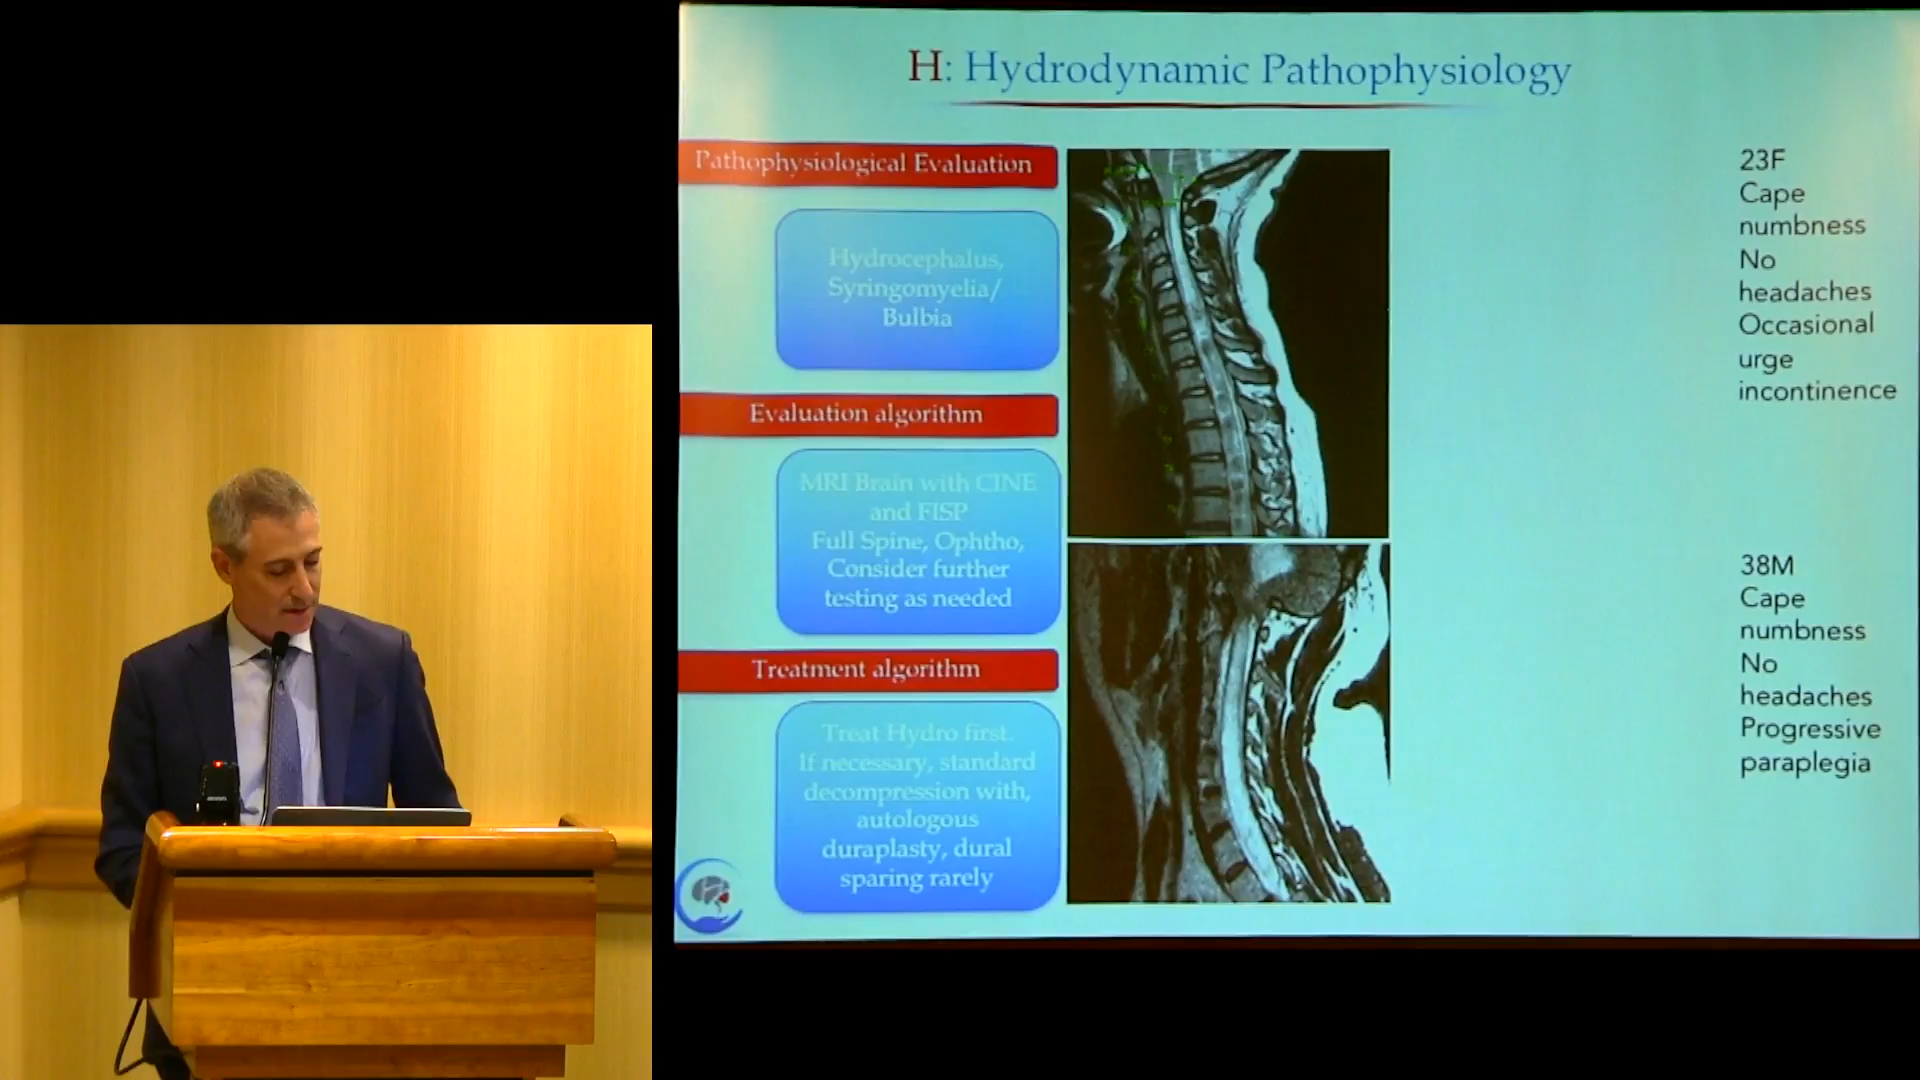 H: Hydrodynamic Pathophysiology
Pathophysiological Evaluation
Hydrocephalus,
Syringomyelia/
Bulbia
Evaluation algorithm
MRI Brain with CINE
and FISP
Full Spine, Ophtho,
Consider further
testing as needed
Treatment algorithm
Treat Hydro first.
If necessary, standard
decompression with,
autologous
duraplasty, dural
sparing rarely
23F
Cape
numbness
No
headaches
Occasional
urge
incontinence
38M
Cape
numbness
No
headaches
Progressive
paraplegia